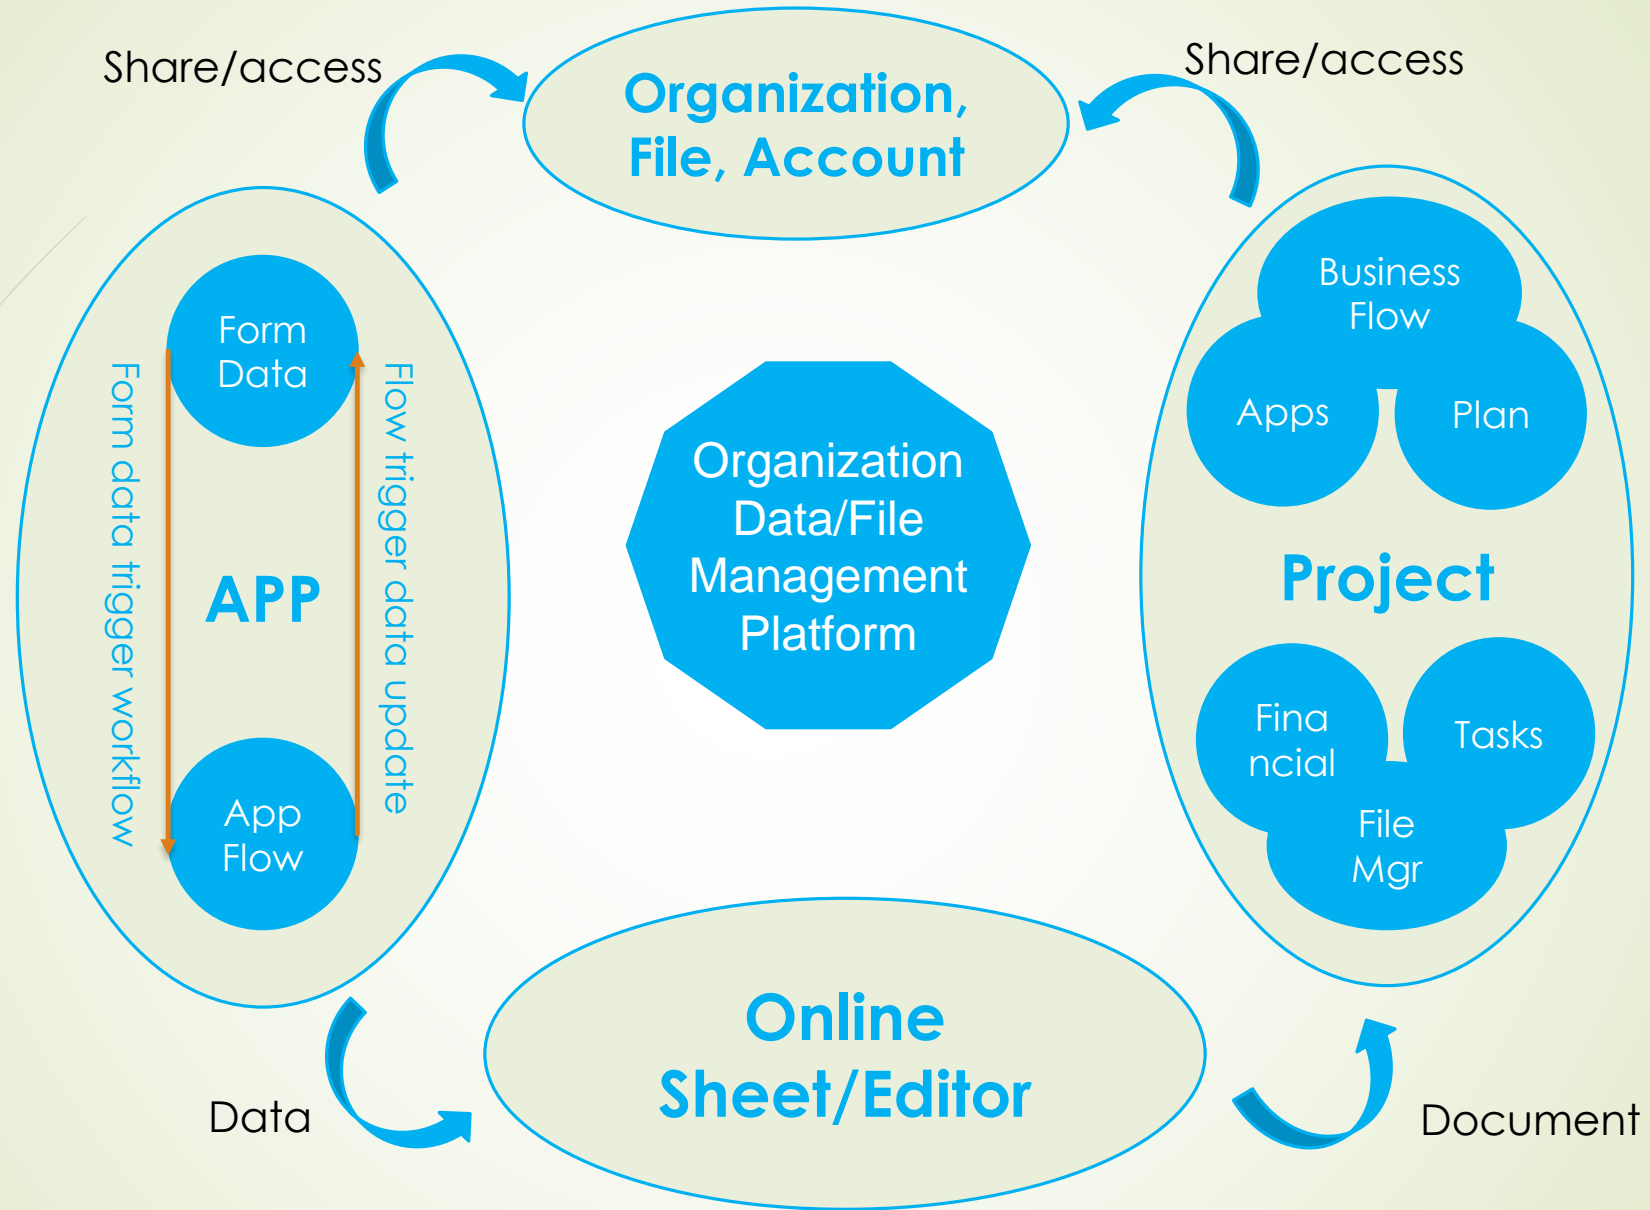 Share/access
Share/access
Organization,
File, Account
Form
Data
Form data trigger workflow
Flow trigger data update
APP
App
Flow
Organization
Data/File
Management
Platform
Business
Flow
Apps
Plan
Project
Fina
ncial
Tasks
File
Mgr
Online
Sheet/Editor
Data
Document